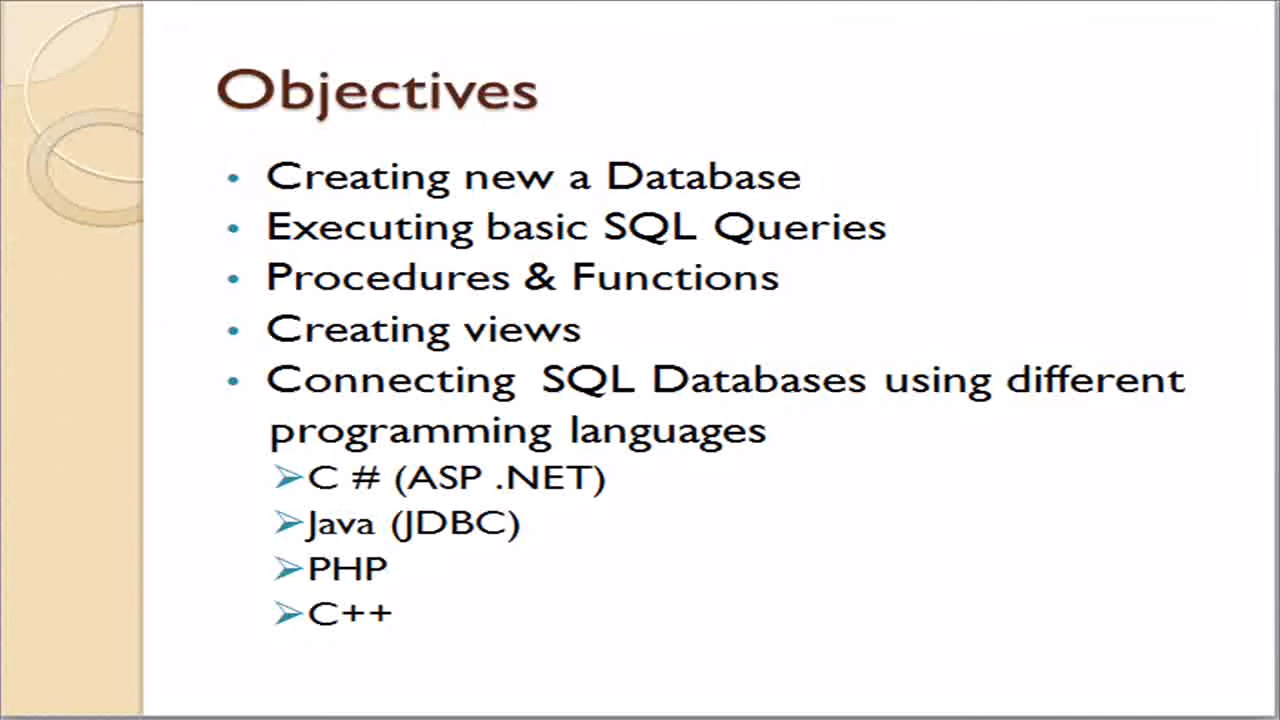 Objectives
• Creating new a Database
• Executing basic SQL Queries
• Procedures & Functions
• Creating views
• Connecting SQL Databases using different
programming languages
➢C # (ASP .NET)
➢Java (JDBC)
➢PHP
➢C++